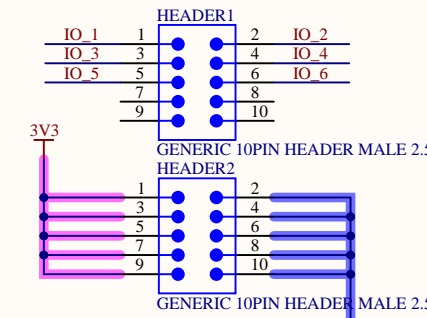 HEADER1
IO_1 1 2 IO_2
IO_3 3 4 IO_4
IO_5 5 6 IO_6
7 8
9 10
GENERIC 10PIN HEADER MALE 2.5
3V3
HEADER2
1 2
3 4
5 6
7 8
9 10
GENERIC 10PIN HEADER MALE 2.5